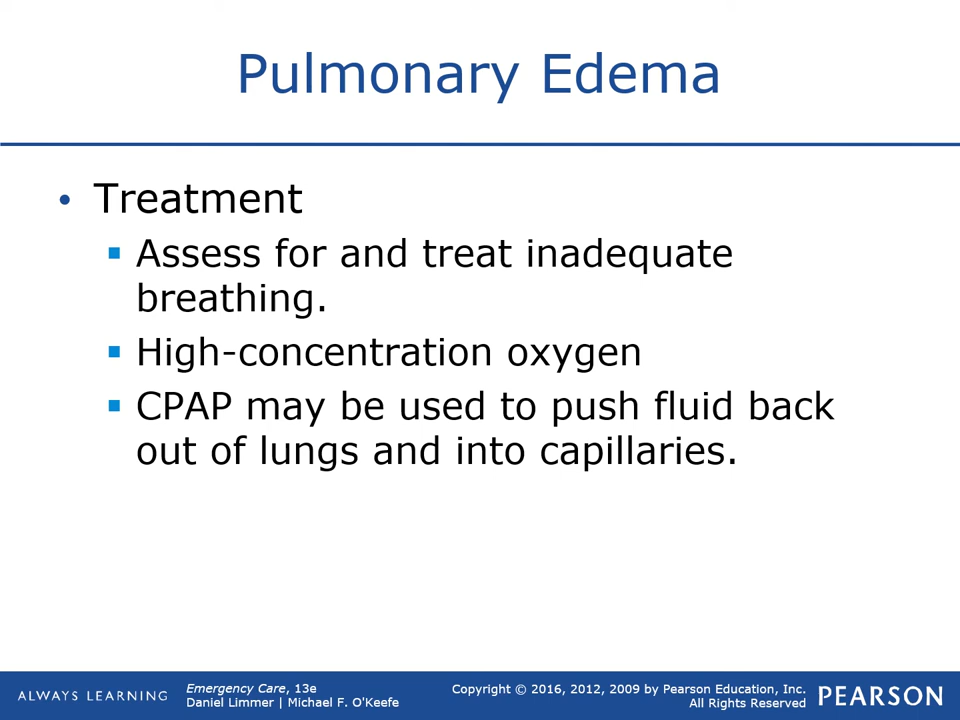 Pulmonary Edema
• Treatment
▪ Assess for and treat inadequate
breathing.
▪ High-concentration oxygen
▪ CPAP may be used to push fluid back
out of lungs and into capillaries.
ALWAYS LEARNING
Emergency Care, 13e
Daniel Limmer | Michael F. O'Keefe
Copyright © 2016, 2012, 2009 by Pearson Education, Inc.
All Rights Reserved
PEARSON